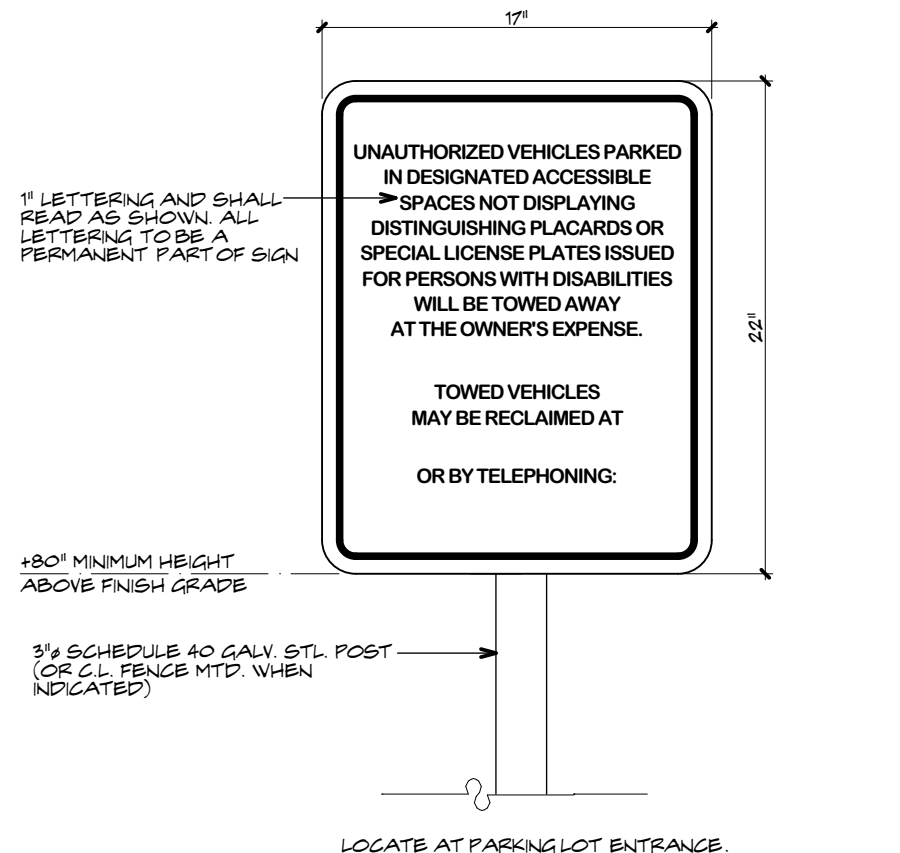 17"
UNAUTHORIZED VEHICLES PARKED
IN DESIGNATED ACCESSIBLE
SPACES NOT DISPLAYING
DISTINGUISHING PLACARDS OR
SPECIAL LICENSE PLATES ISSUED
FOR PERSONS WITH DISABILITIES
WILL BE TOWED AWAY
AT THE OWNER'S EXPENSE.
TOWED VEHICLES
MAY BE RECLAIMED AT
OR BY TELEPHONING:
1" LETTERING AND SHALL
READ AS SHOWN. ALL
LETTERING TO BE A
PERMANENT PART OF SIGN
22"
+80" MINIMUM HEIGHT
ABOVE FINISH GRADE
3"ø SCHEDULE 40 GALV. STL. POST
(OR C.L. FENCE MTD. WHEN
INDICATED)
LOCATE AT PARKING LOT ENTRANCE.